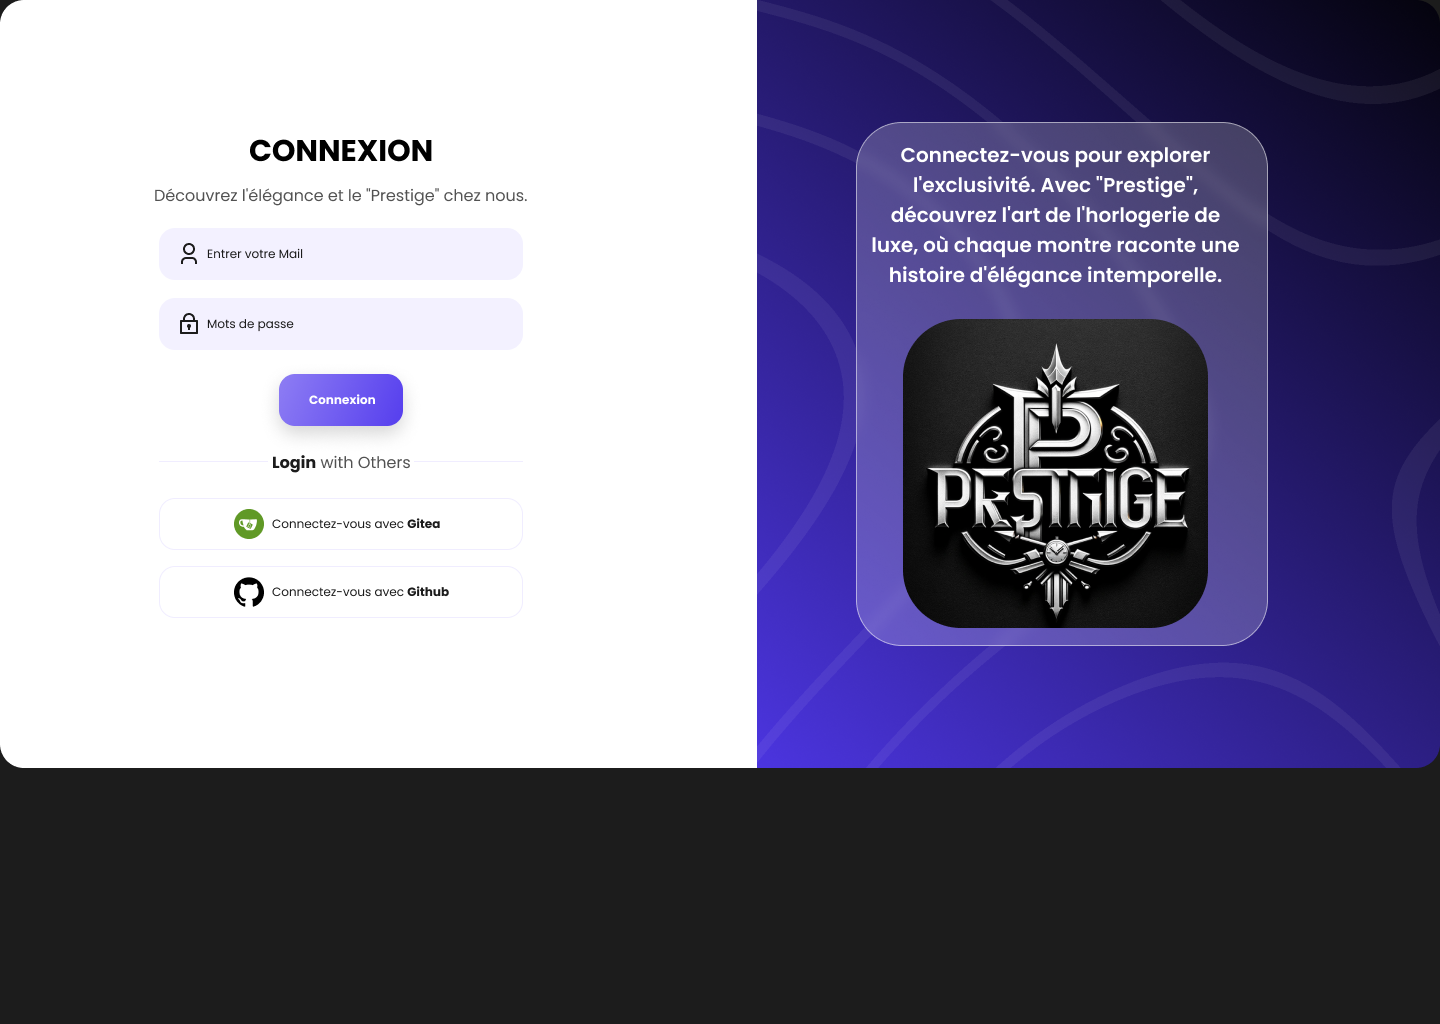 CONNEXION
Découvrez l'élégance et le "Prestige" chez nous.
Entrer votre Mail
Mots de passe
Connexion
Login with Others
Connectez-vous avec Gitea
Connectez-vous avec Github
Connectez-vous pour explorer
l'exclusivité. Avec "Prestige",
découvrez l'art de l'horlogerie de
luxe, où chaque montre raconte une
histoire d'élégance intemporelle.
P
PRESTIGE